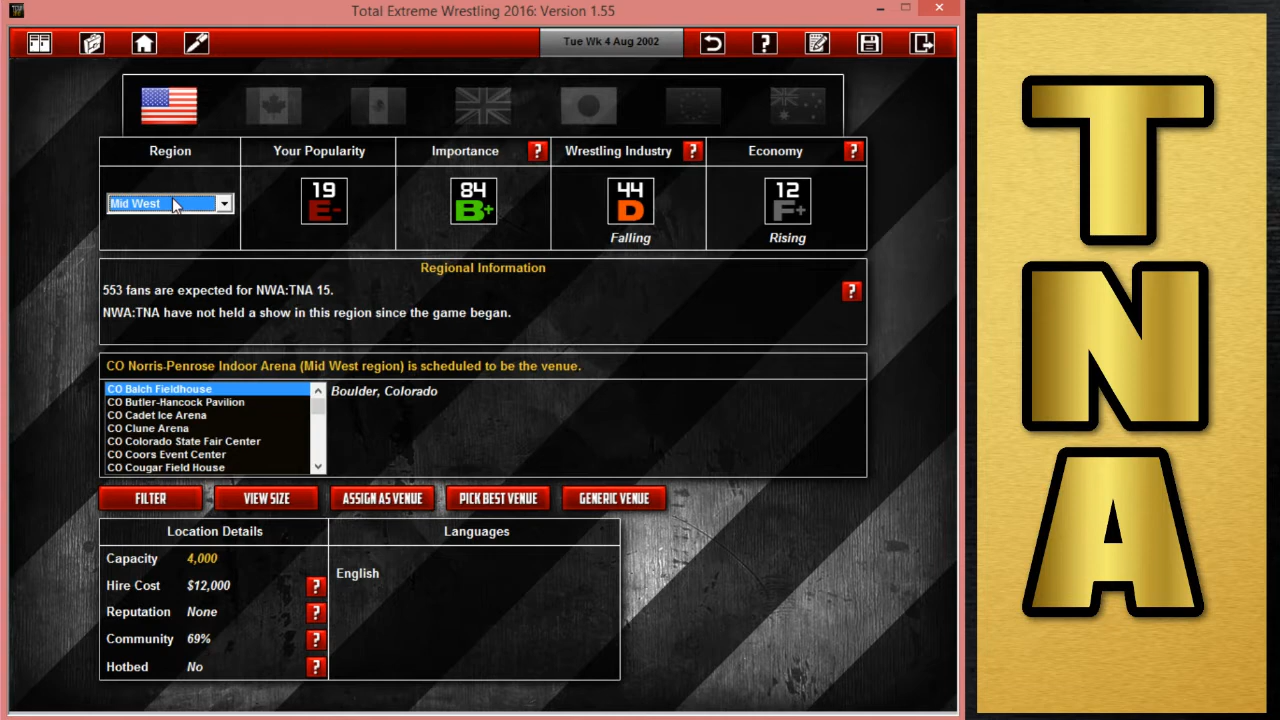 Total Extreme Wrestling 2016: Version 1.55
Tue Wk 4 Aug 2002
?
Region
Your Popularity
Importance ?
Wrestling Industry ?
Economy ?
Mid West
19
E-
84
B+
44
D
Falling
12
F+
Rising
Regional Information
553 fans are expected for NWA:TNA 15.
?
NWA:TNA have not held a show in this region since the game began.
CO Norris-Penrose Indoor Arena (Mid West region) is scheduled to be the venue.
CO Balch Fieldhouse
CO Butler-Hancock Pavilion
CO Cadet Ice Arena
CO Clune Arena
CO Colorado State Fair Center
CO Coors Event Center
CO Cougar Field House
Boulder, Colorado
FILTER
VIEW SIZE
ASSIGN AS VENUE
PICK BEST VENUE
GENERIC VENUE
Location Details
Capacity 4,000
Hire Cost $12,000 ?
Reputation None ?
Community 69% ?
Hotbed No ?
Languages
English
T
N
A